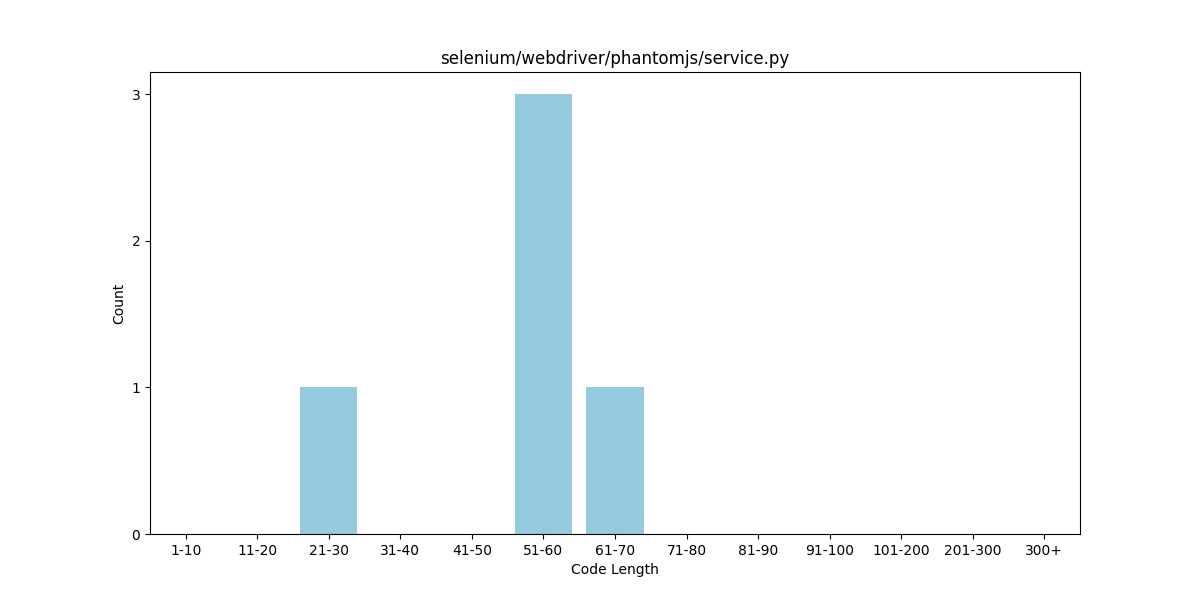 selenium/webdriver/phantomjs/service.py
3
2
1
0
Count
1-10 11-20 21-30 31-40 41-50 51-60 61-70 71-80 81-90 91-100 101-200 201-300 300+
Code Length